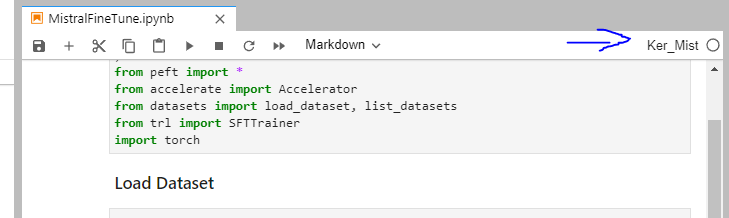 MistralFineTune.ipynb
Markdown
Ker_Mist
from peft import *
from accelerate import Accelerator
from datasets import load_dataset, list_datasets
from trl import SFTTrainer
import torch
Load Dataset